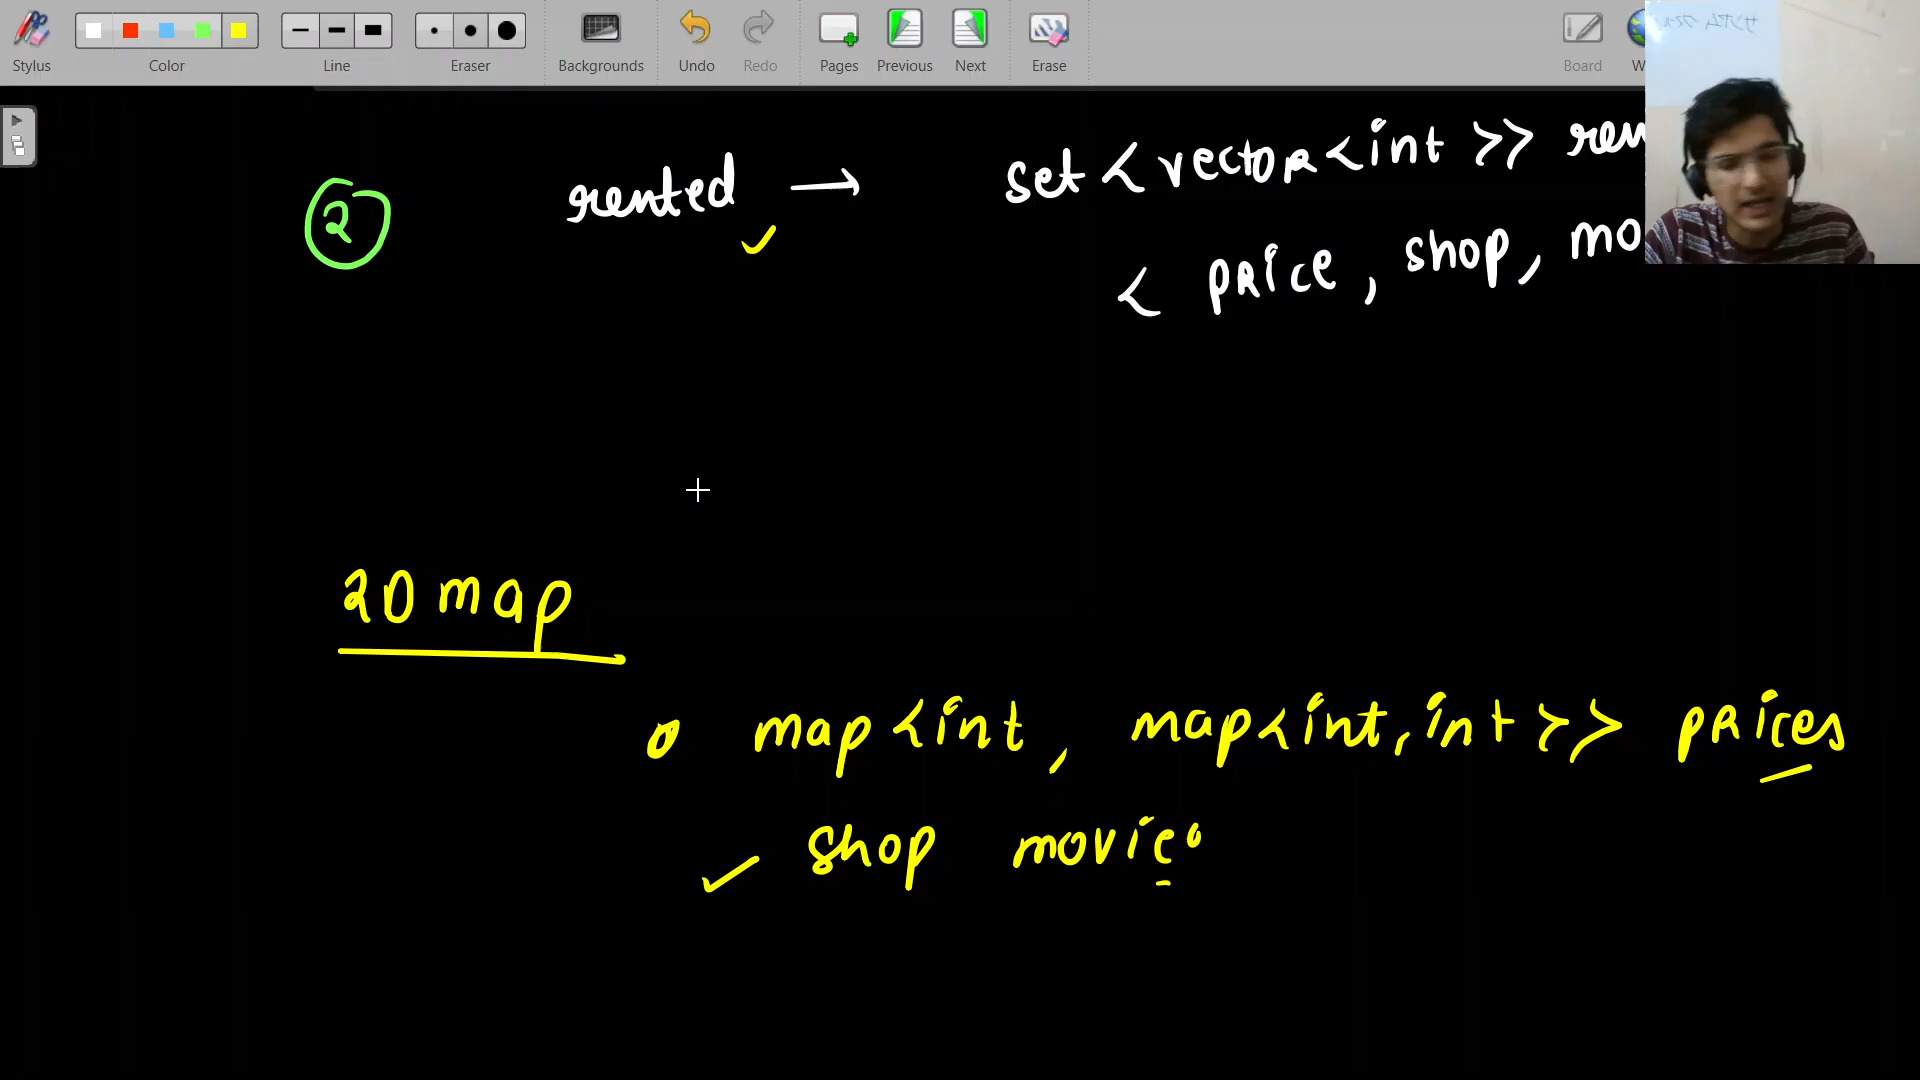 Stylus Color Line Eraser Backgrounds Undo Redo Pages Previous Next Erase Board W
2 rented → set<vector<int>> ren
< price, shop, mo
2D map
map<int, map<int,int>> prices
shop movie